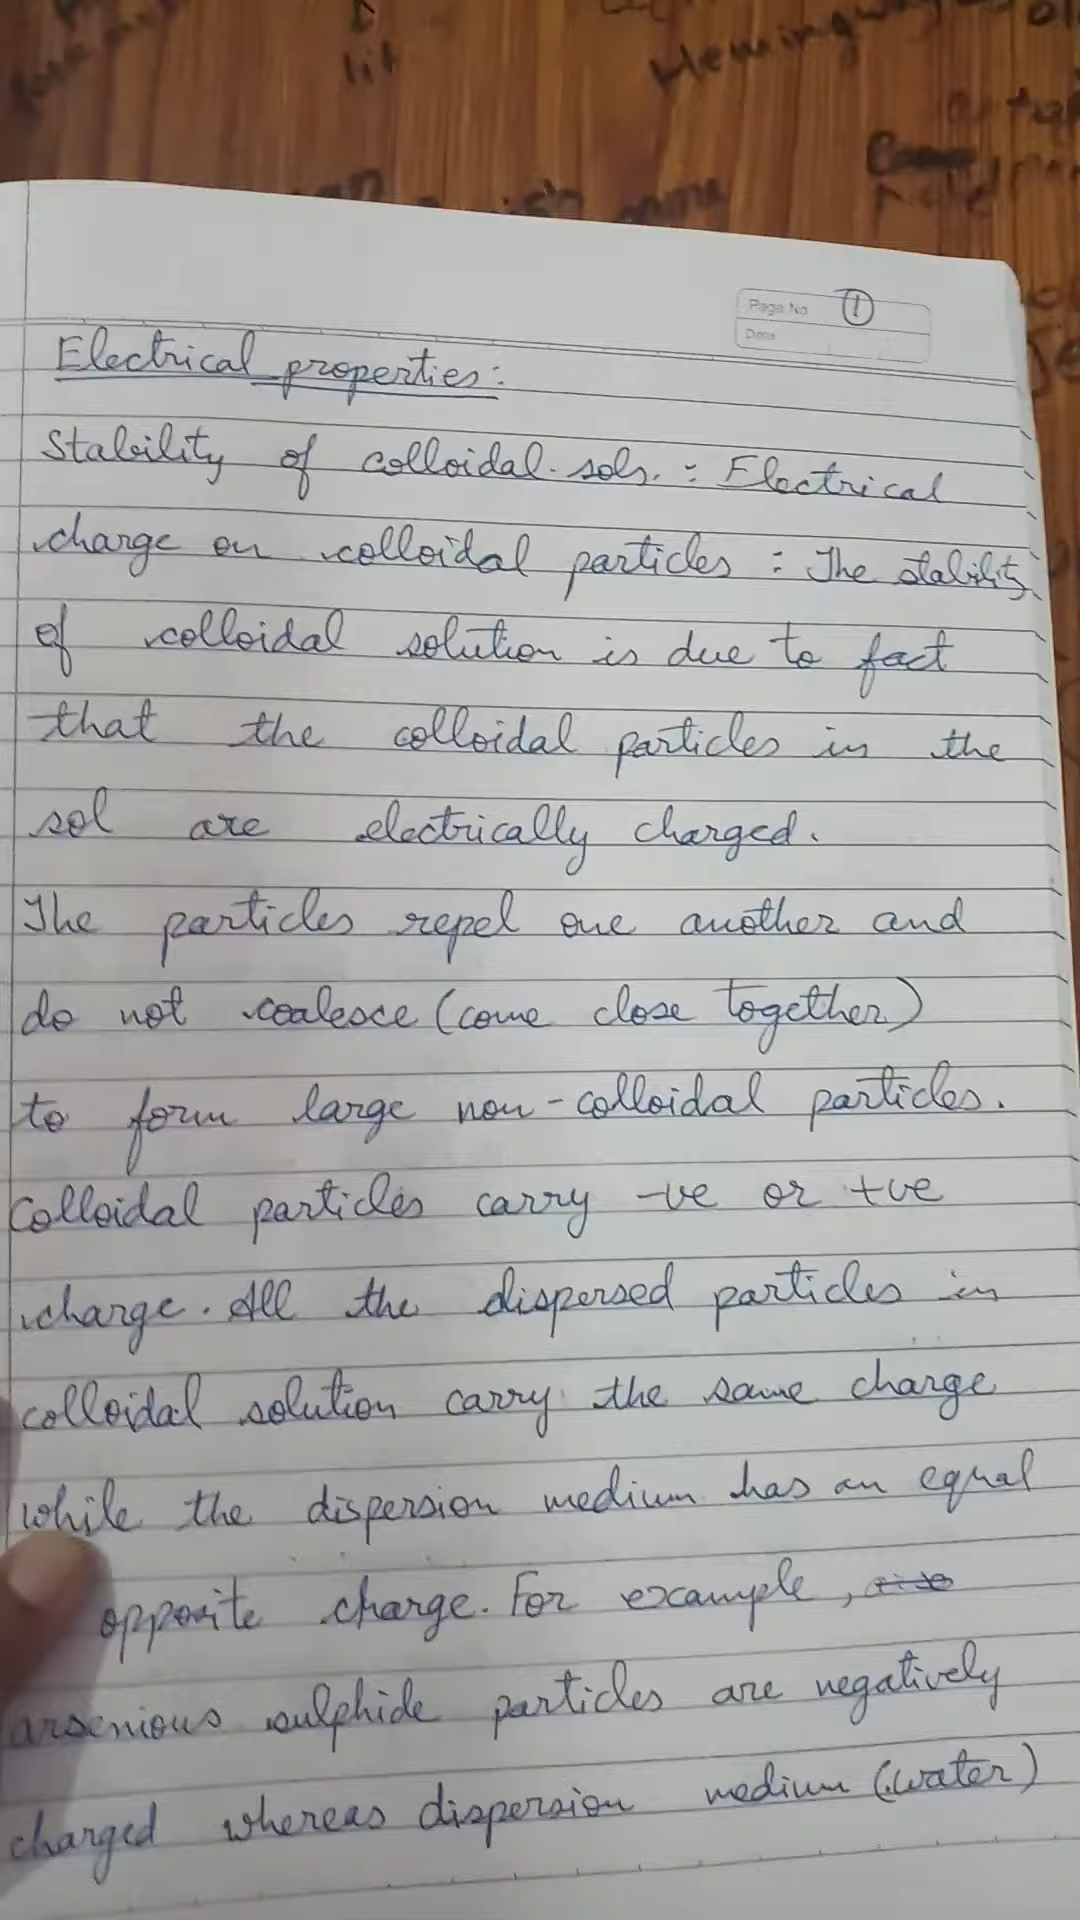 lit
Hemingway
Page No 1
Date
Electrical properties:
Stability of colloidal sols. : Electrical
charge on colloidal particles : The stability
of colloidal solution is due to fact
that the colloidal particles in the
sol are electrically charged.
The particles repel one another and
do not coalesce (come close together)
to form large non-colloidal particles.
Colloidal particles carry -ve or +ve
charge. All the dispersed particles in
colloidal solution carry the same charge
while the dispersion medium has an equal
opposite charge. For example,
arsenious sulphide particles are negatively
charged whereas dispersion medium (water)